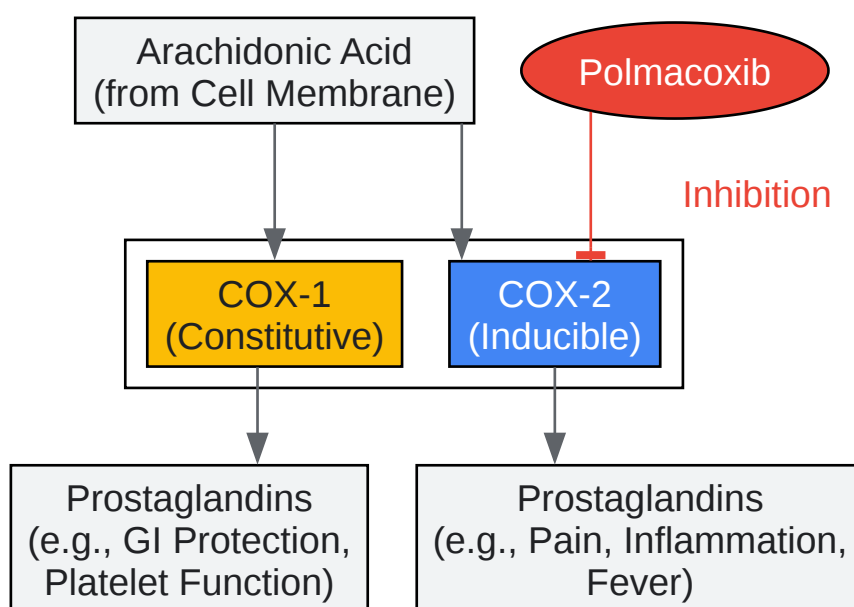 Arachidonic Acid
(from Cell Membrane)
Polmacoxib
Inhibition
COX-1
(Constitutive)
COX-2
(Inducible)
Prostaglandins
(e.g., GI Protection,
Platelet Function)
Prostaglandins
(e.g., Pain, Inflammation,
Fever)